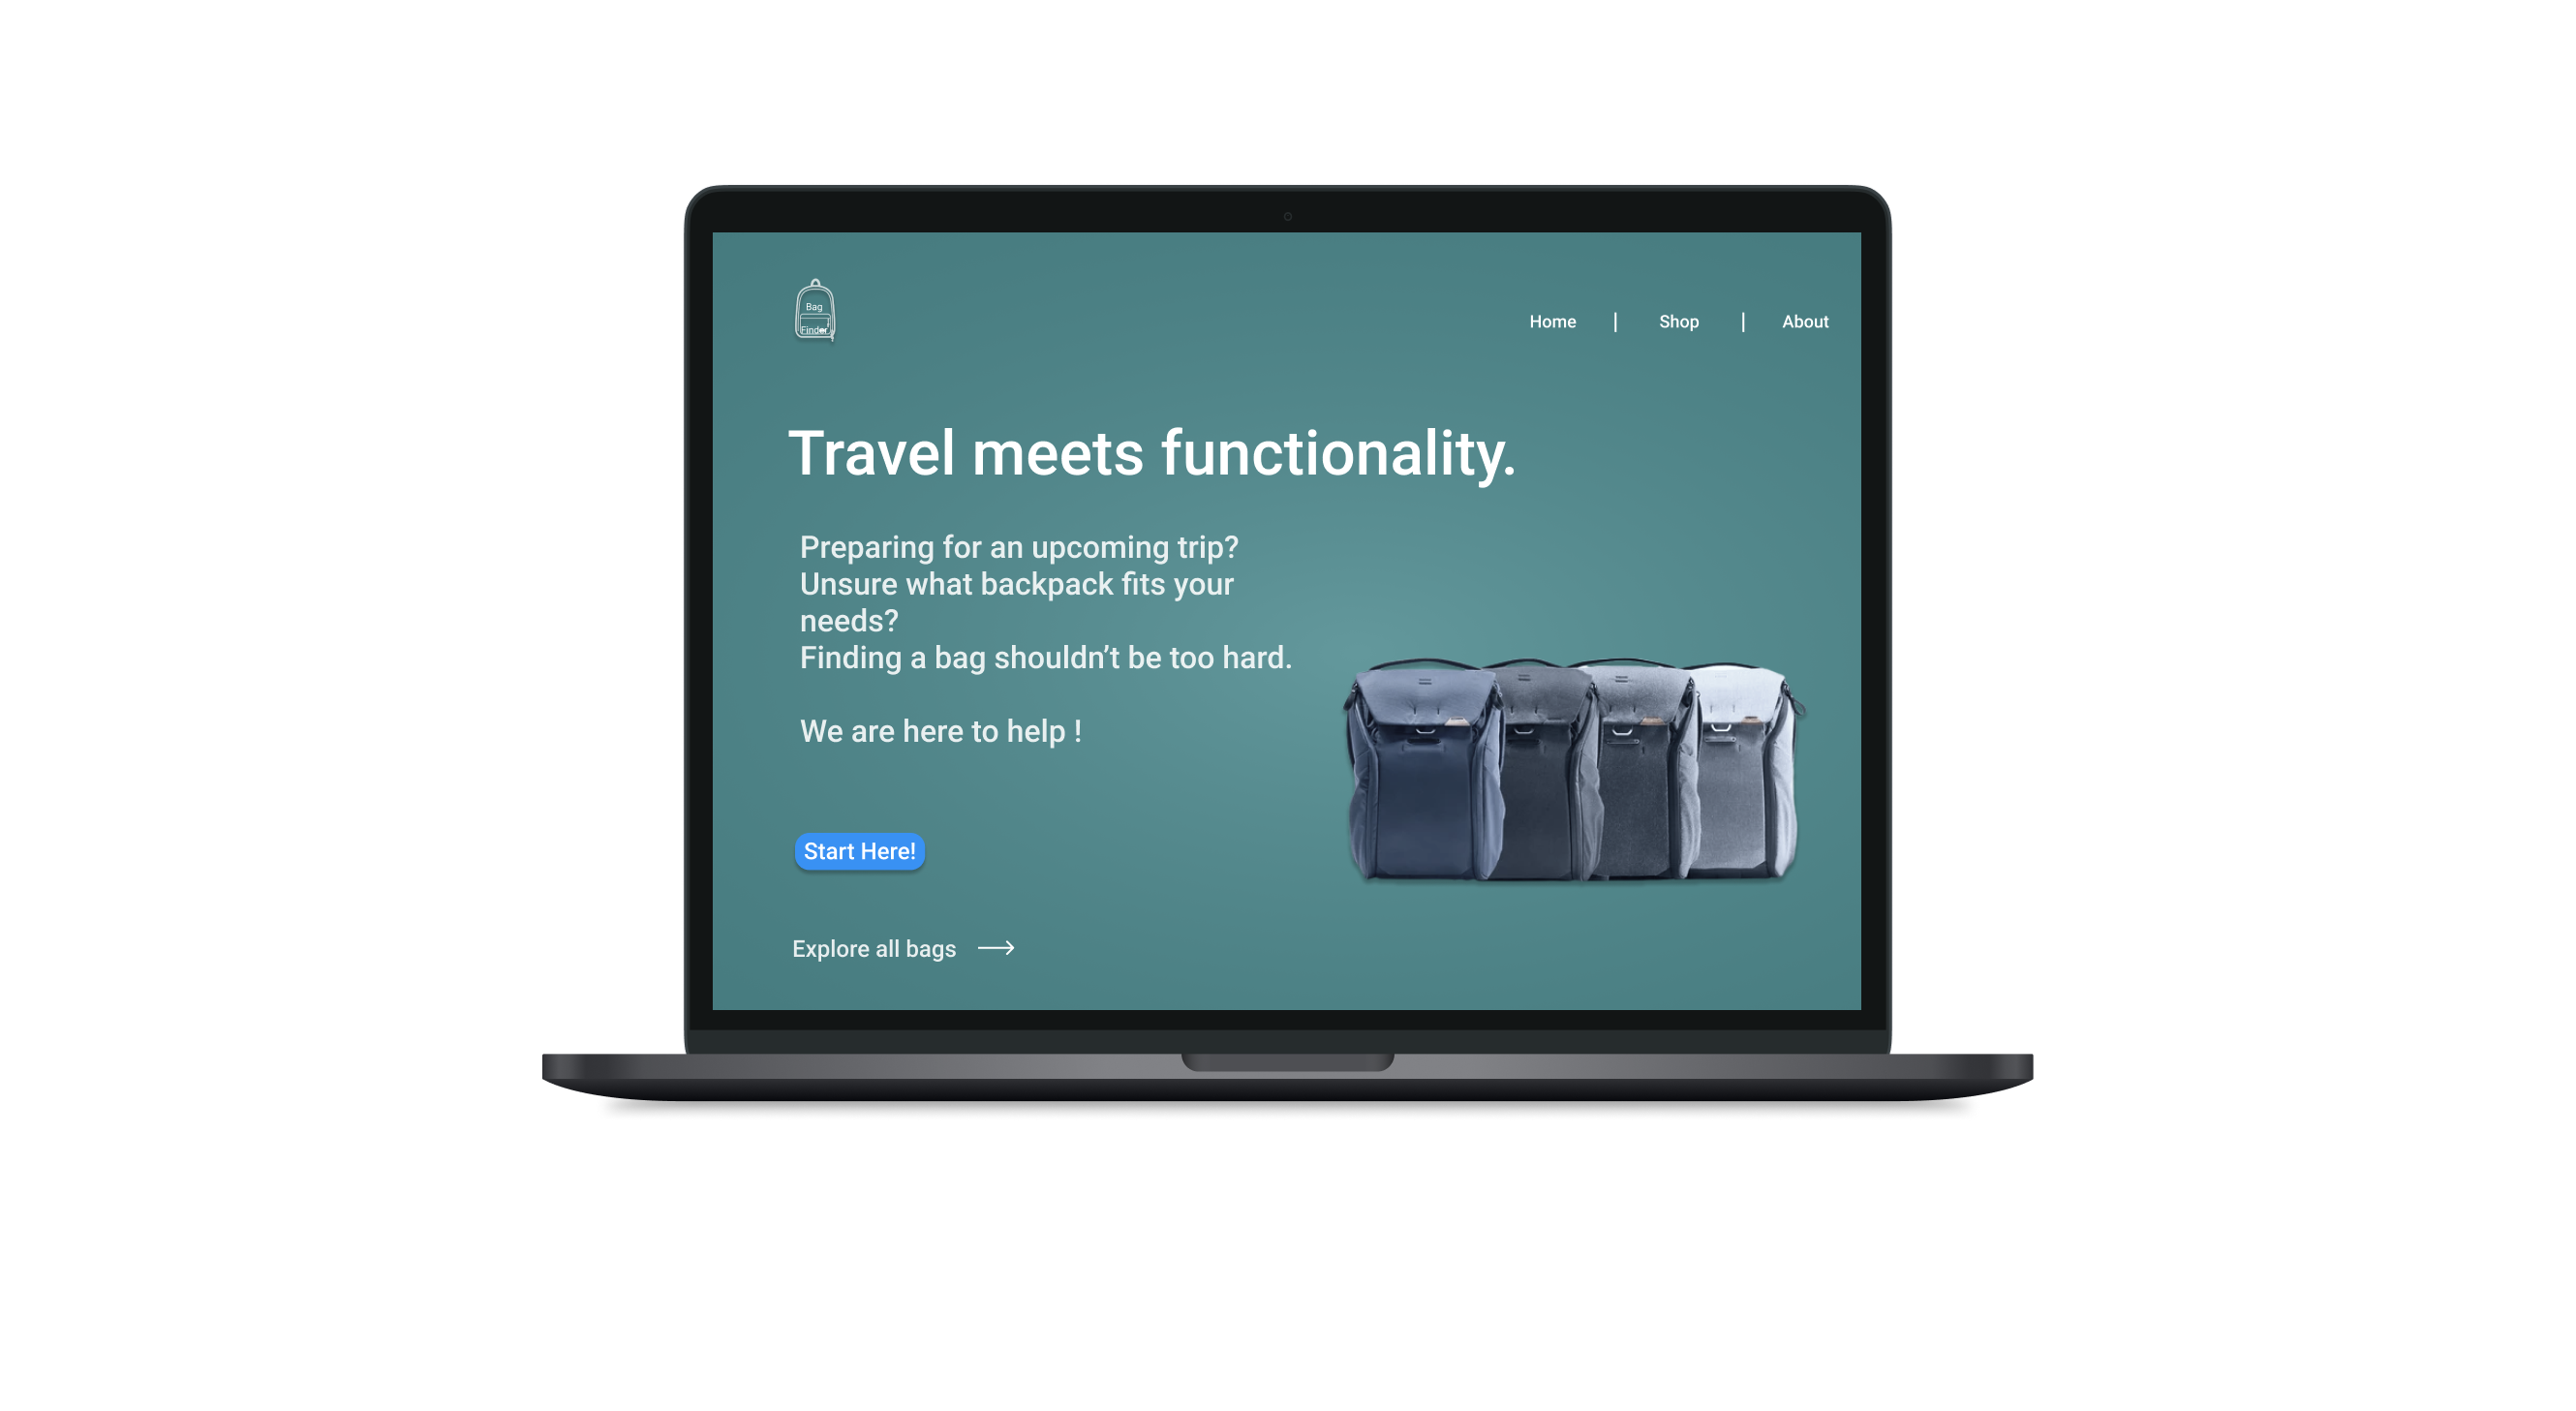 Bag
Finder
Home | Shop | About
Travel meets functionality.
Preparing for an upcoming trip?
Unsure what backpack fits your
needs?
Finding a bag shouldn’t be too hard.
We are here to help !
Start Here!
Explore all bags